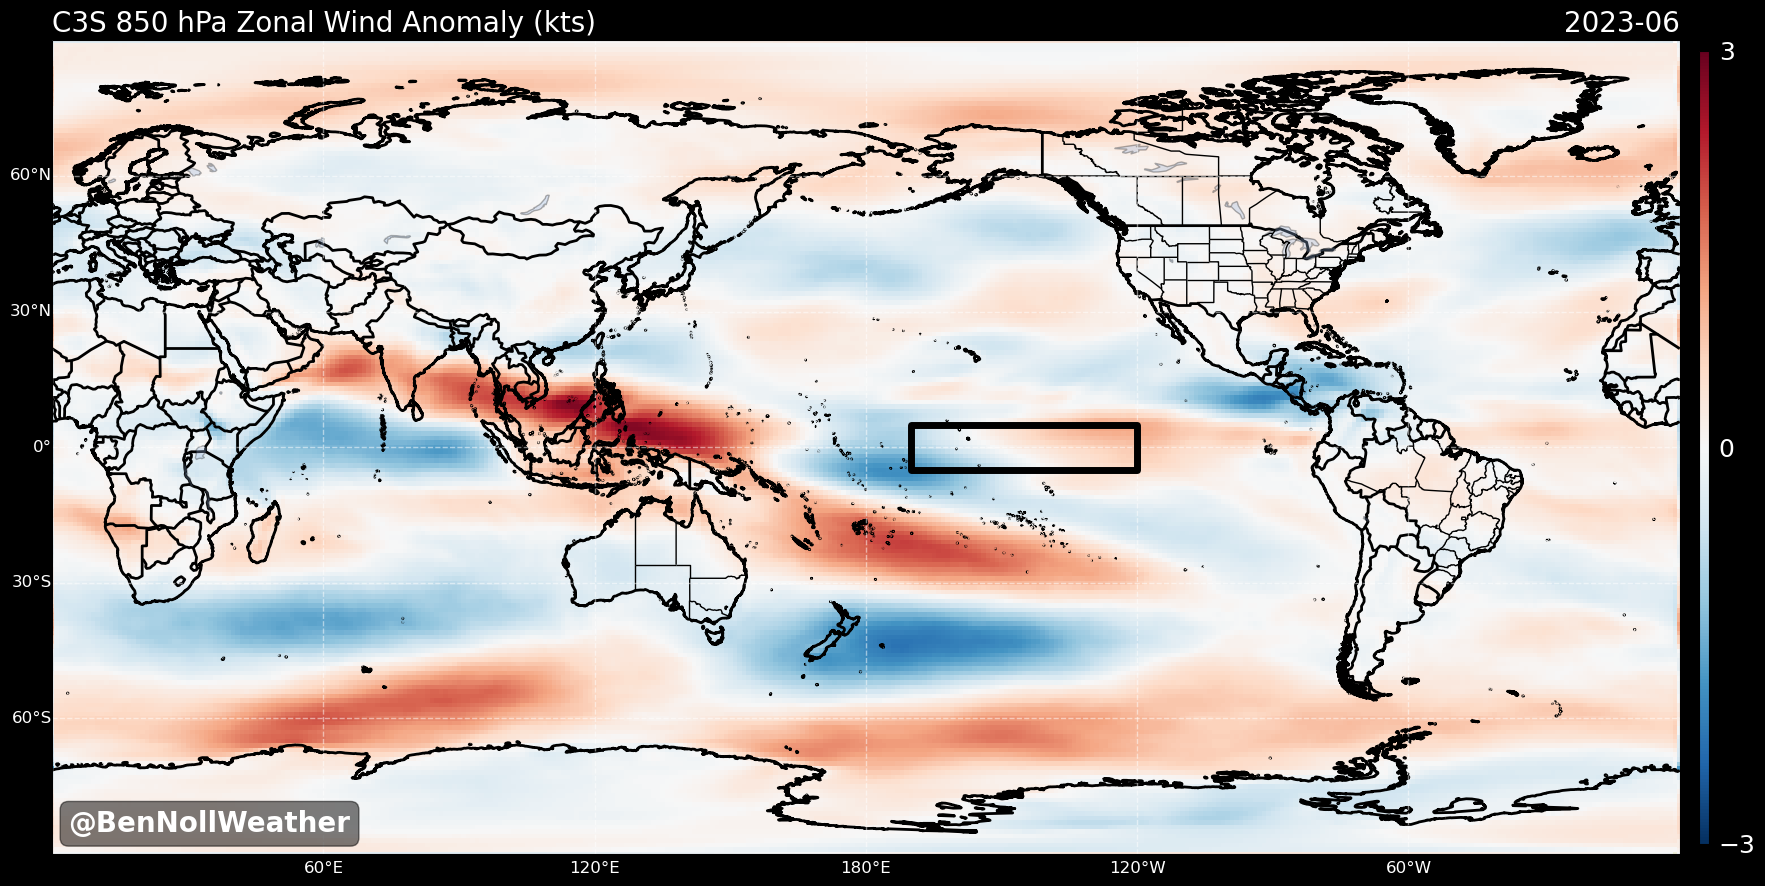 C3S 850 hPa Zonal Wind Anomaly (kts)
2023-06
3
0
−3
60°N
30°N
0°
30°S
60°S
60°E
120°E
180°E
120°W
60°W
@BenNollWeather